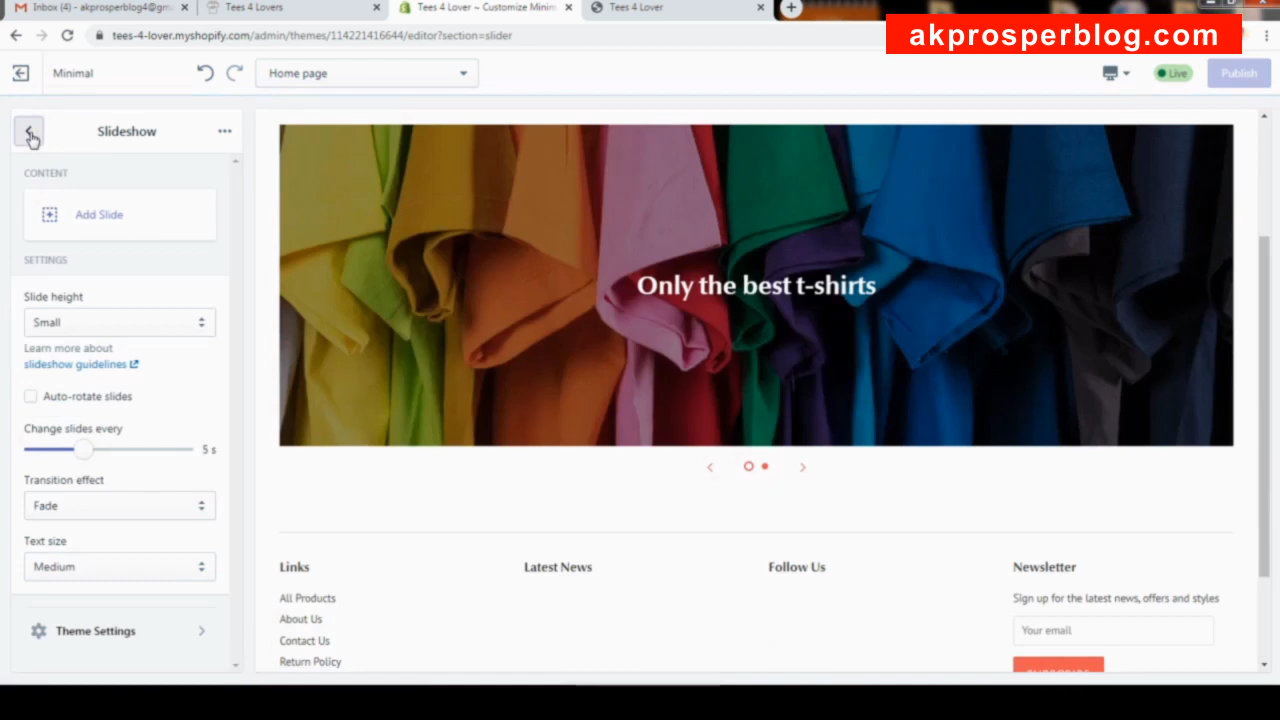 Inbox (4) - akprosperblog4@gm
Tees 4 Lovers
Tees 4 Lover ~ Customize Minim
Tees 4 Lover
akprosperblog.com
tees-4-lover.myshopify.com/admin/themes/114221416644/editor?section=slider
Minimal
Home page
Live
Publish
Slideshow
CONTENT
Add Slide
SETTINGS
Slide height
Small
Learn more about
slideshow guidelines
Auto-rotate slides
Change slides every
5 s
Transition effect
Fade
Text size
Medium
Theme Settings
Only the best t-shirts
Links
All Products
About Us
Contact Us
Return Policy
Latest News
Follow Us
Newsletter
Sign up for the latest news, offers and styles
Your email